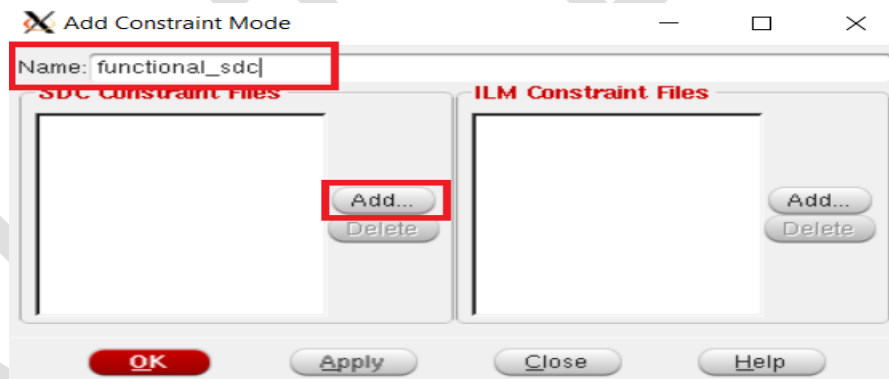 Add Constraint Mode
Name: functional_sdc
SDC Constraint Files
ILM Constraint Files
Add...
Delete
Add...
Delete
OK
Apply
Close
Help